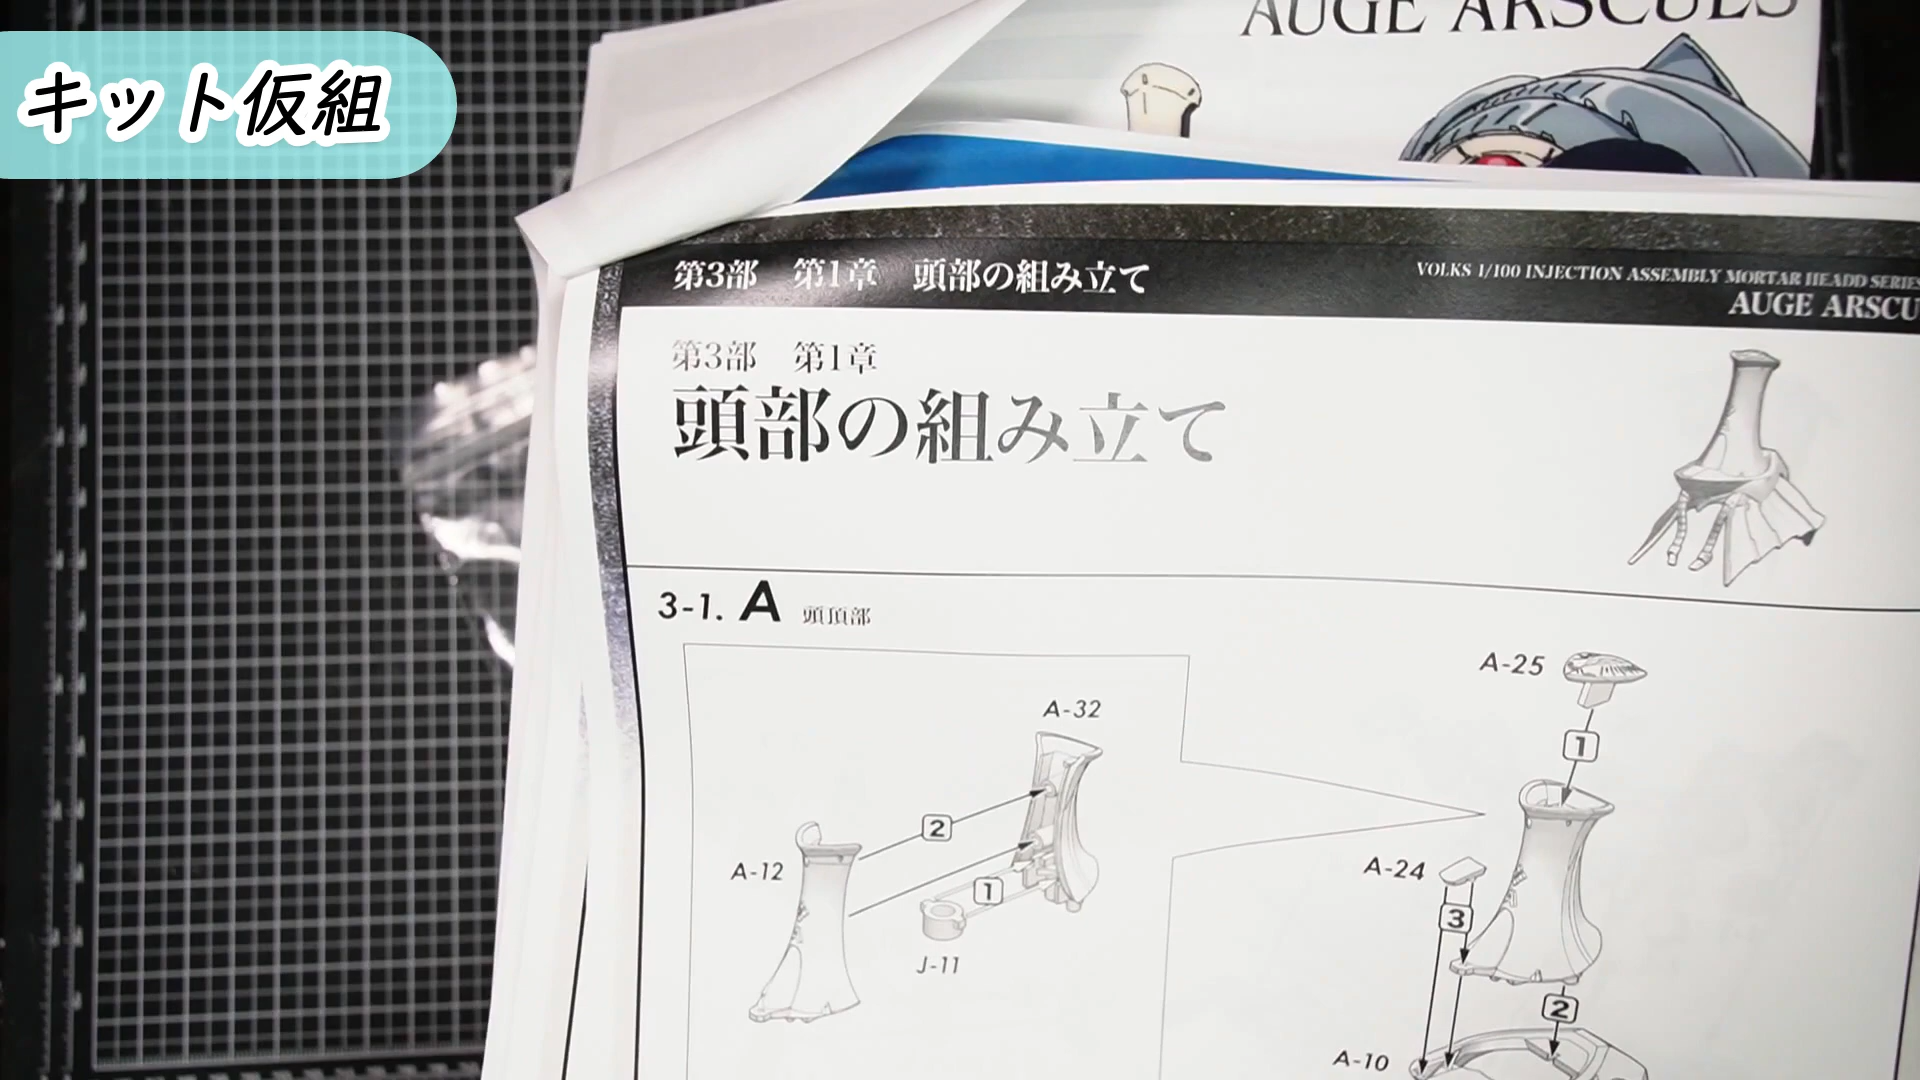 キット仮組
AUGE ARSCULES
第3部 第1章 頭部の組み立て
VOLKS 1/100 INJECTION ASSEMBLY MORTAR HEADD SERIES
AUGE ARSCU
第3部 第1章
頭部の組み立て
3-1. A 頭頂部
A-25
1
A-32
2
A-12
1
J-11
A-24
3
2
A-10